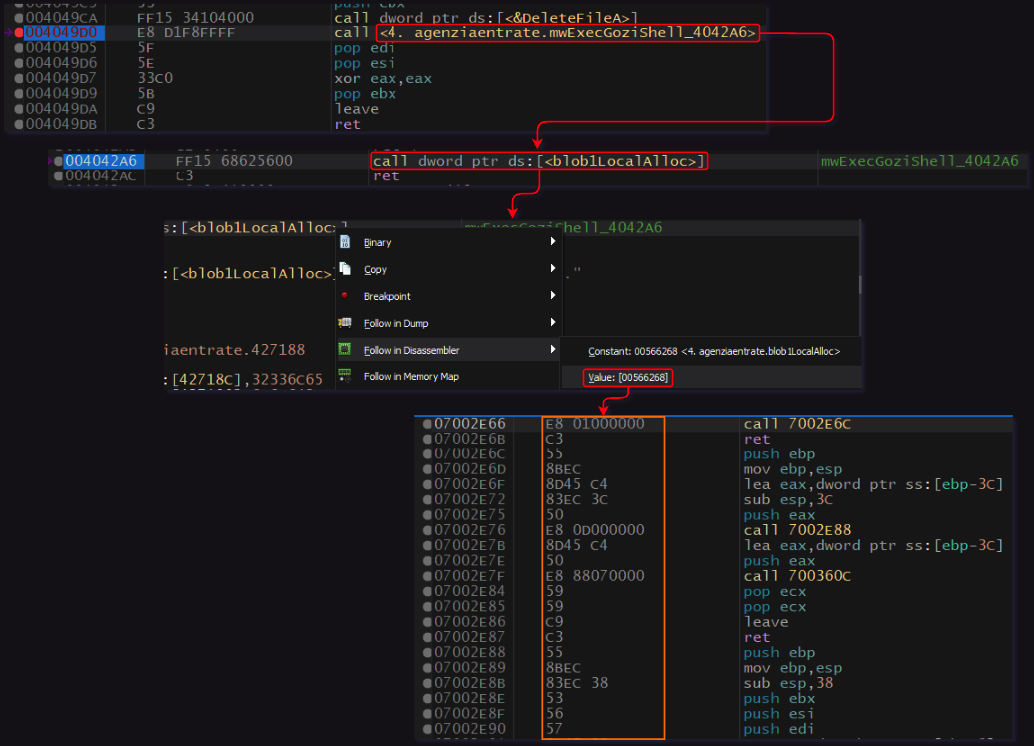 004049C9 53 push ebx
004049CA FF15 34104000 call dword ptr ds:[<&DeleteFileA>]
004049D0 E8 D1F8FFFF call <4. agenziaentrate.mwExecGoziShell_4042A6>
004049D5 5F pop edi
004049D6 5E pop esi
004049D7 33C0 xor eax,eax
004049D9 5B pop ebx
004049DA C9 leave
004049DB C3 ret
004042A6 FF15 68625600 call dword ptr ds:[<blob1LocalAlloc>] mwExecGoziShell_4042A6
004042AC C3 ret
s:[<blob1LocalAlloc>] mwExecGoziShell_4042A6
Binary
:[<blob1LocalAlloc>] ."
Copy
Breakpoint
Follow in Dump
iaentrate.427188
Follow in Disassembler
Constant: 00566268 <4. agenziaentrate.blob1LocalAlloc>
:[42718C],32336C65
Follow in Memory Map
Value: [00566268]
07002E66 E8 01000000 call 7002E6C
07002E6B C3 ret
07002E6C 55 push ebp
07002E6D 8BEC mov ebp,esp
07002E6F 8D45 C4 lea eax,dword ptr ss:[ebp-3C]
07002E72 83EC 3C sub esp,3C
07002E75 50 push eax
07002E76 E8 0D000000 call 7002E88
07002E7B 8D45 C4 lea eax,dword ptr ss:[ebp-3C]
07002E7E 50 push eax
07002E7F E8 88070000 call 700360C
07002E84 59 pop ecx
07002E85 59 pop ecx
07002E86 C9 leave
07002E87 C3 ret
07002E88 55 push ebp
07002E89 8BEC mov ebp,esp
07002E8B 83EC 38 sub esp,38
07002E8E 53 push ebx
07002E8F 56 push esi
07002E90 57 push edi